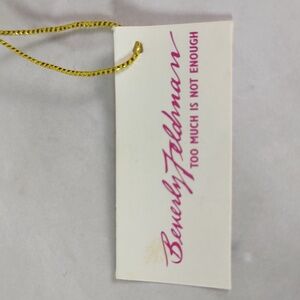 Beverly Feldman
TOO MUCH IS NOT ENOUGH